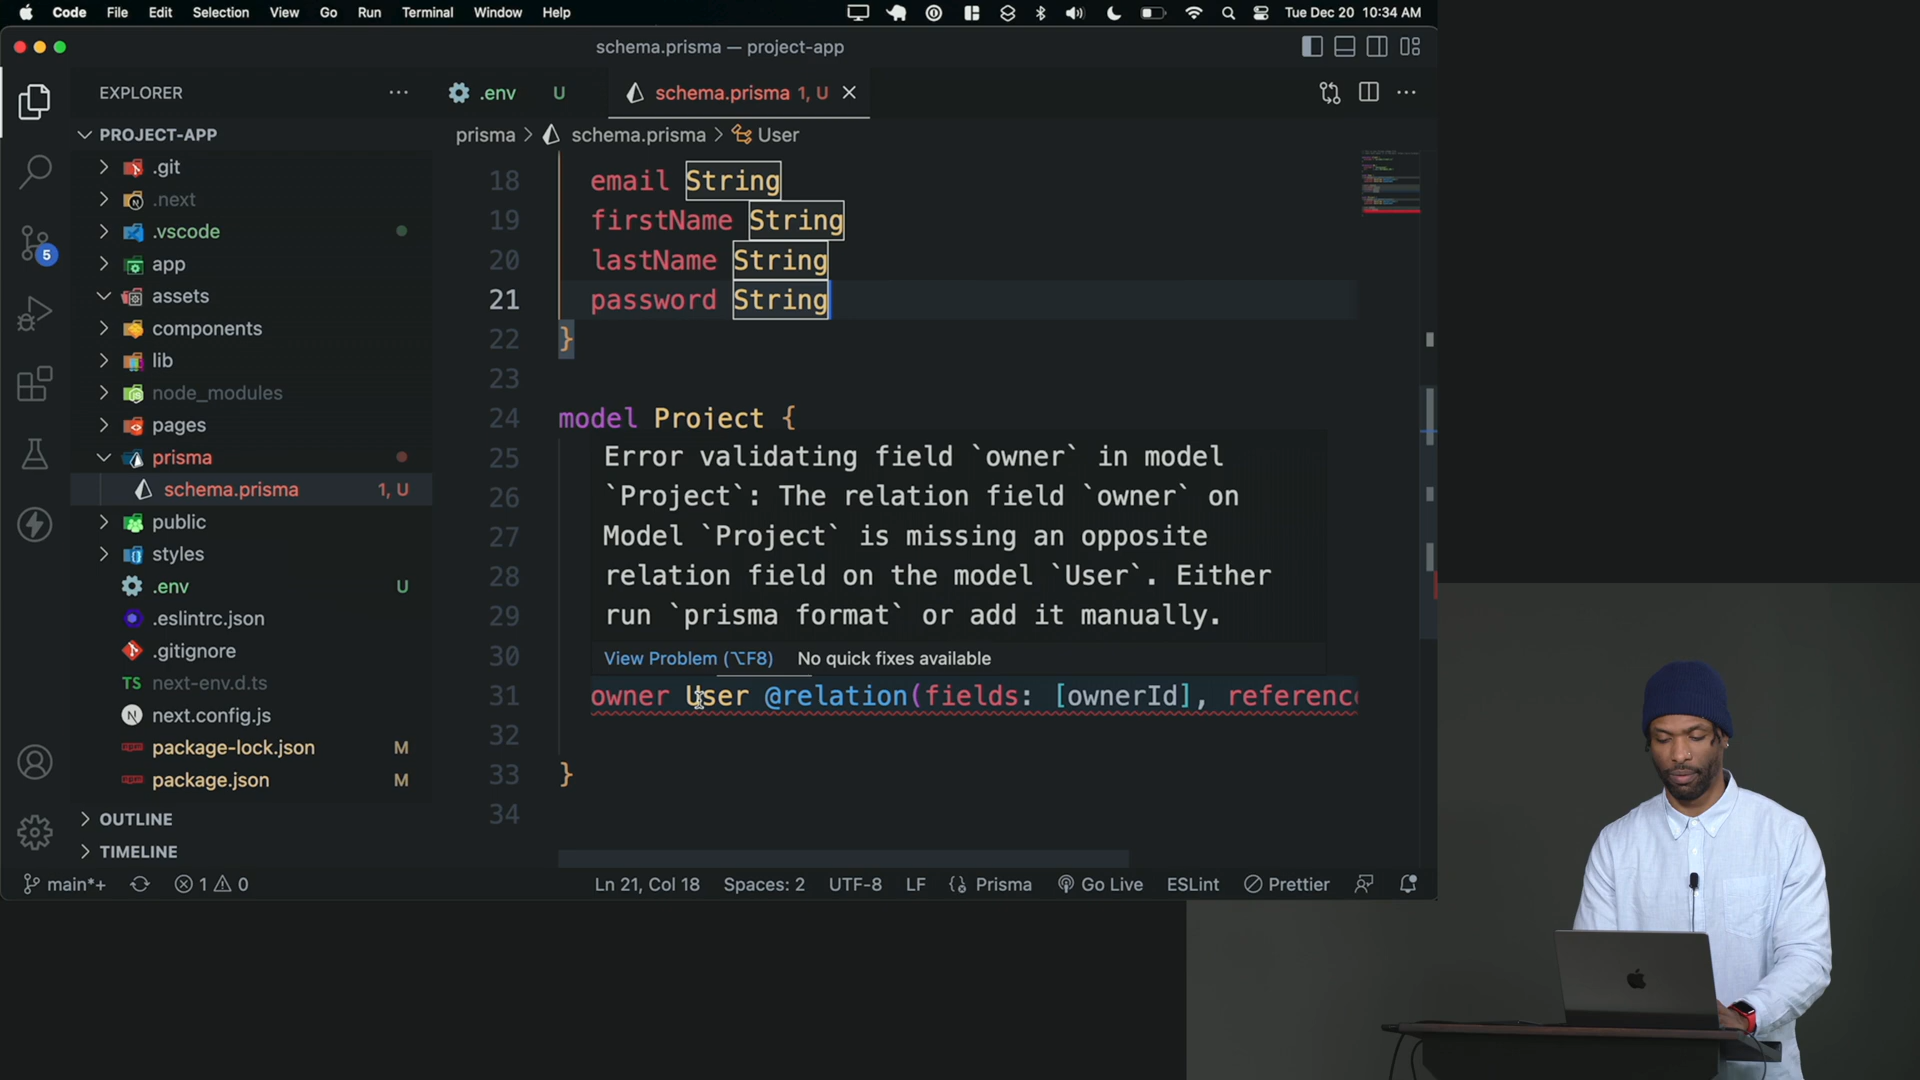 Code File Edit Selection View Go Run Terminal Window Help Tue Dec 20 10:34 AM
schema.prisma — project-app
EXPLORER
.env U schema.prisma 1, U
PROJECT-APP
prisma > schema.prisma > User
.git
.next
.vscode
app
assets
components
lib
node_modules
pages
prisma
schema.prisma 1, U
public
styles
.env U
.eslintrc.json
.gitignore
TS next-env.d.ts
N next.config.js
package-lock.json M
package.json M
OUTLINE
TIMELINE
5
18 email String
19 firstName String
20 lastName String
21 password String
22 }
23
24 model Project {
25
26
27
28
29
30
Error validating field `owner` in model
`Project`: The relation field `owner` on
Model `Project` is missing an opposite
relation field on the model `User`. Either
run `prisma format` or add it manually.
View Problem (⌥F8) No quick fixes available
31 owner User @relation(fields: [ownerId], referenc
32
33 }
34
main*+ 1 0 Ln 21, Col 18 Spaces: 2 UTF-8 LF {} Prisma Go Live ESLint Prettier